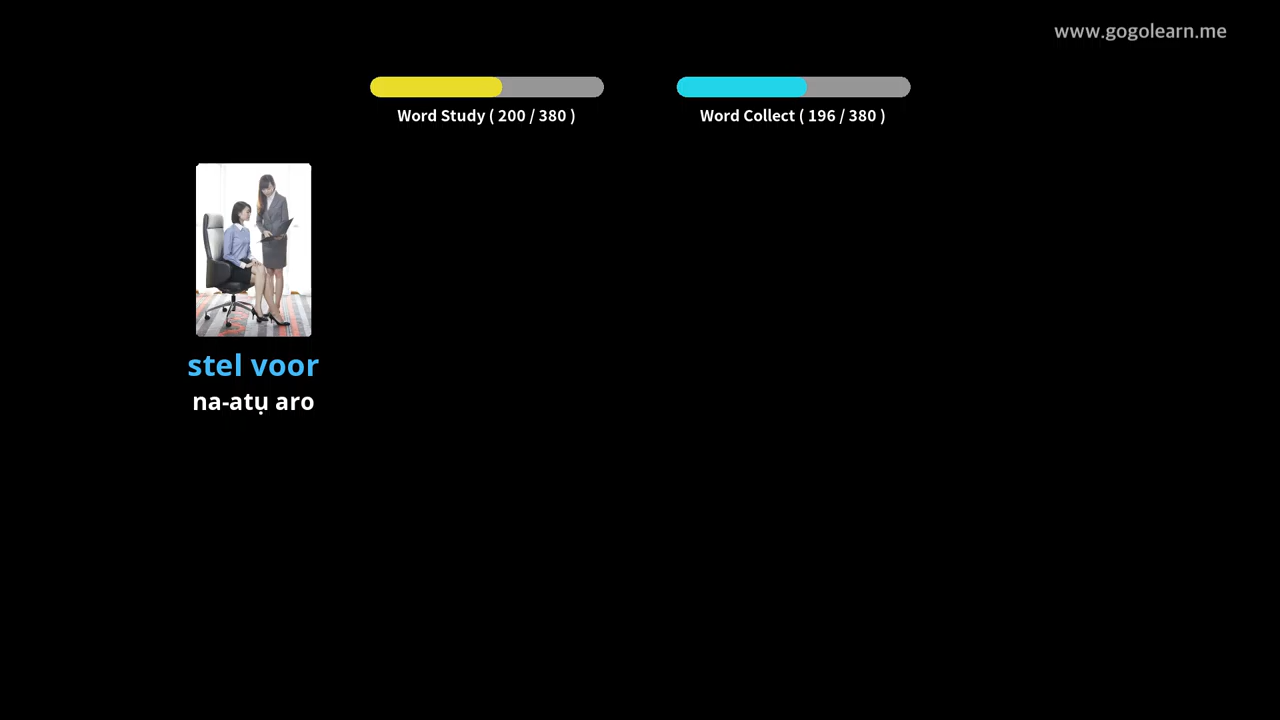 www.gogolearn.me
Word Study ( 200 / 380 )
Word Collect ( 196 / 380 )
stel voor
na-atụ aro